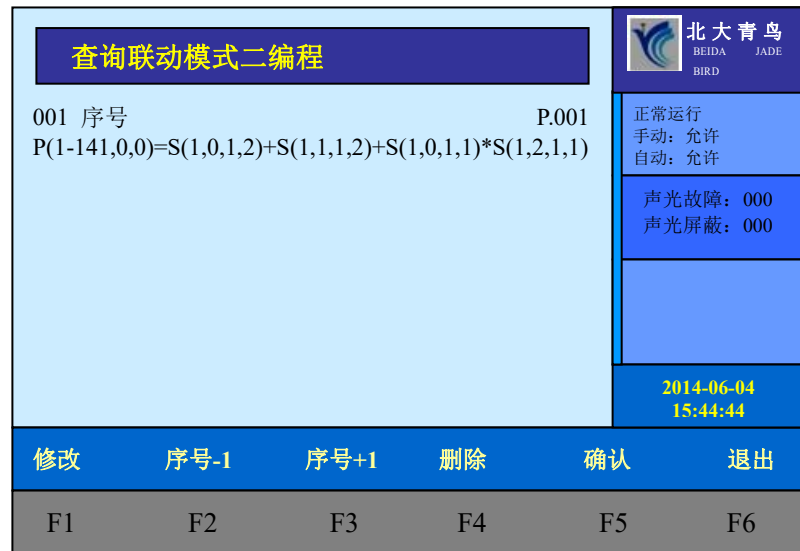 查询联动模式二编程
001 序号 P.001
P(1-141,0,0)=S(1,0,1,2)+S(1,1,1,2)+S(1,0,1,1)*S(1,2,1,1)
北大青鸟
BEIDA JADE
BIRD
正常运行
手动：允许
自动：允许
声光故障：000
声光屏蔽：000
2014-06-04
15:44:44
修改 序号-1 序号+1 删除 确认 退出
F1 F2 F3 F4 F5 F6